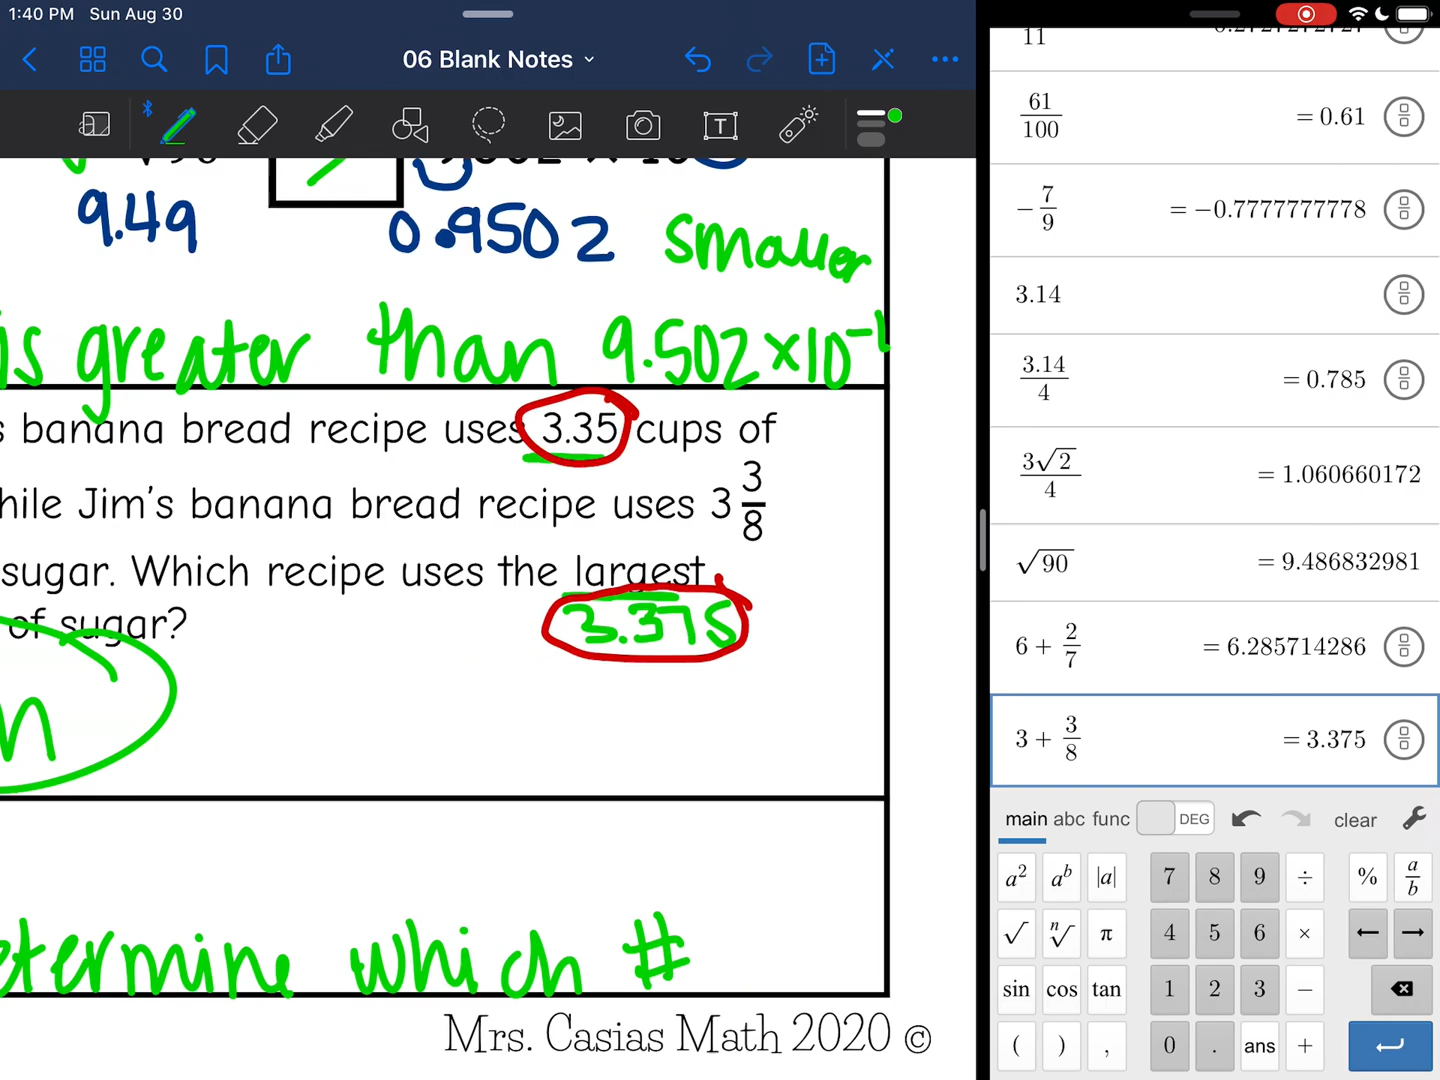 1:40 PM Sun Aug 30
06 Blank Notes
T
9.49
0.9502
smaller
is greater than 9.502×10⁻¹
banana bread recipe uses 3.35 cups of
Jim's banana bread recipe uses 3 3/8
sugar. Which recipe uses the largest
3.375
of sugar?
which #
Mrs. Casias Math 2020 ©
11
61/100 = 0.61
−7/9 = −0.7777777778
3.14
3.14/4 = 0.785
3√2/4 = 1.060660172
√90 = 9.486832981
6 + 2/7 = 6.285714286
3 + 3/8 = 3.375
main abc func DEG clear
a² aᵇ |a| 7 8 9 ÷ % a/b
√ ⁿ√ π 4 5 6 × ← →
sin cos tan 1 2 3 −
( ) , 0 . ans +